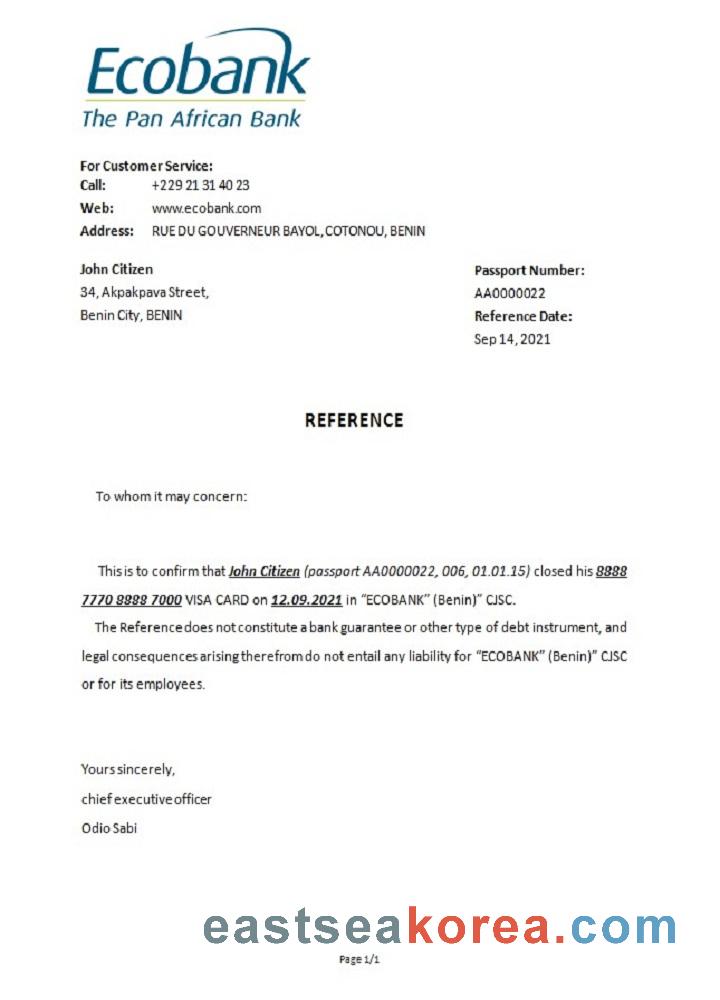 Ecobank
The Pan African Bank
For Customer Service:
Call: +229 21 31 40 23
Web: www.ecobank.com
Address: RUE DU GOUVERNEUR BAYOL, COTONOU, BENIN
John Citizen
34, Akpakpava Street,
Benin City, BENIN
Passport Number:
AA0000022
Reference Date:
Sep 14, 2021
REFERENCE
To whom it may concern:
This is to confirm that John Citizen (passport AA0000022, 006, 01.01.15) closed his 8888
7770 8888 7000 VISA CARD on 12.09.2021 in “ECOBANK” (Benin)” CJSC.
The Reference does not constitute a bank guarantee or other type of debt instrument, and
legal consequences arising therefrom do not entail any liability for “ECOBANK” (Benin)” CJSC
or for its employees.
Yours sincerely,
chief executive officer
Odio Sabi
eastseakorea.com
Page 1/1